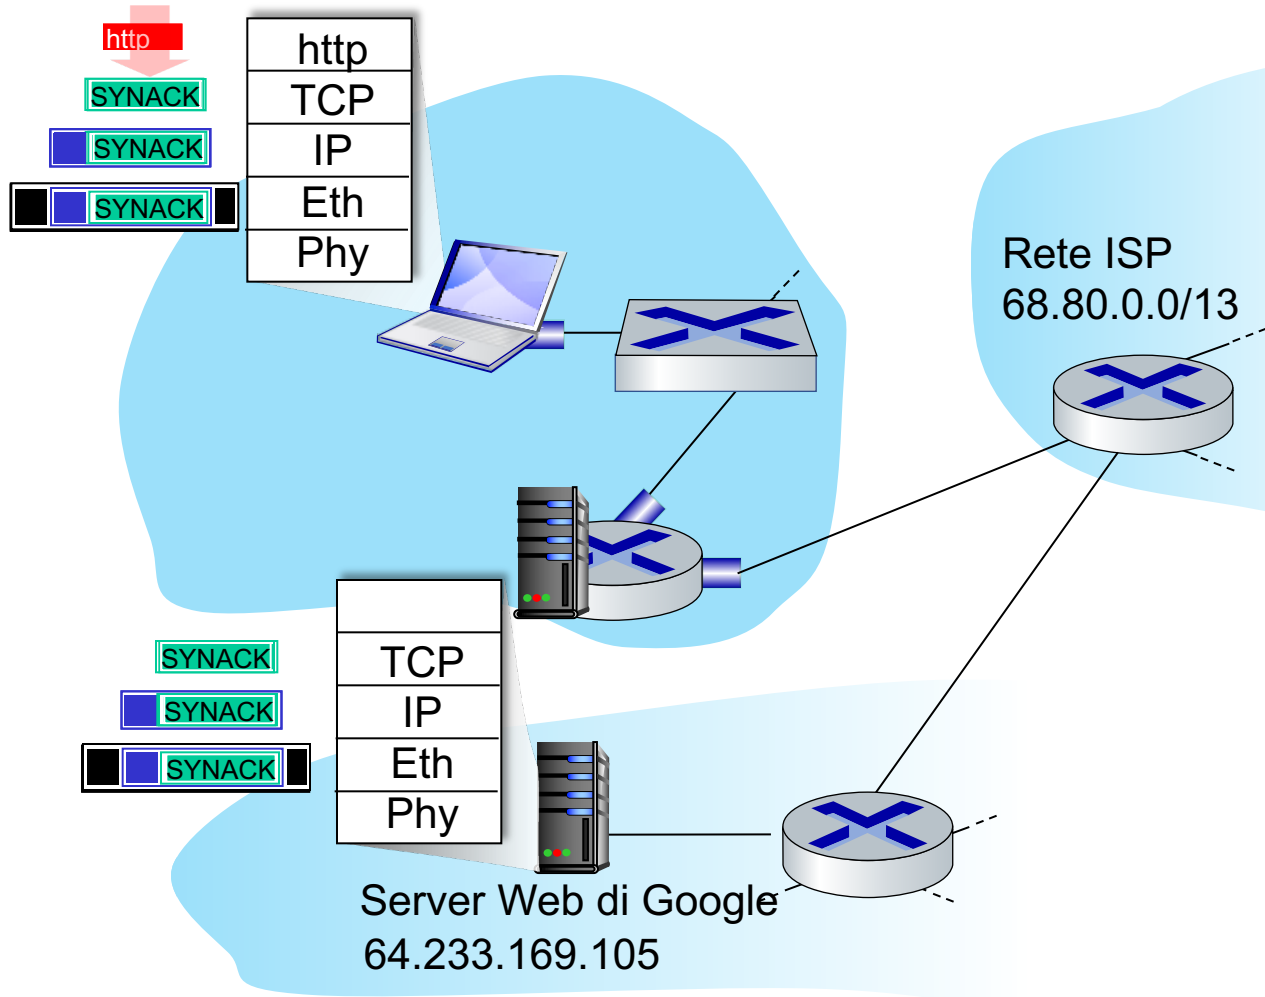 http
SYNACK
SYNACK
SYNACK
http
TCP
IP
Eth
Phy
Rete ISP
68.80.0.0/13
SYNACK
SYNACK
SYNACK
TCP
IP
Eth
Phy
Server Web di Google
64.233.169.105